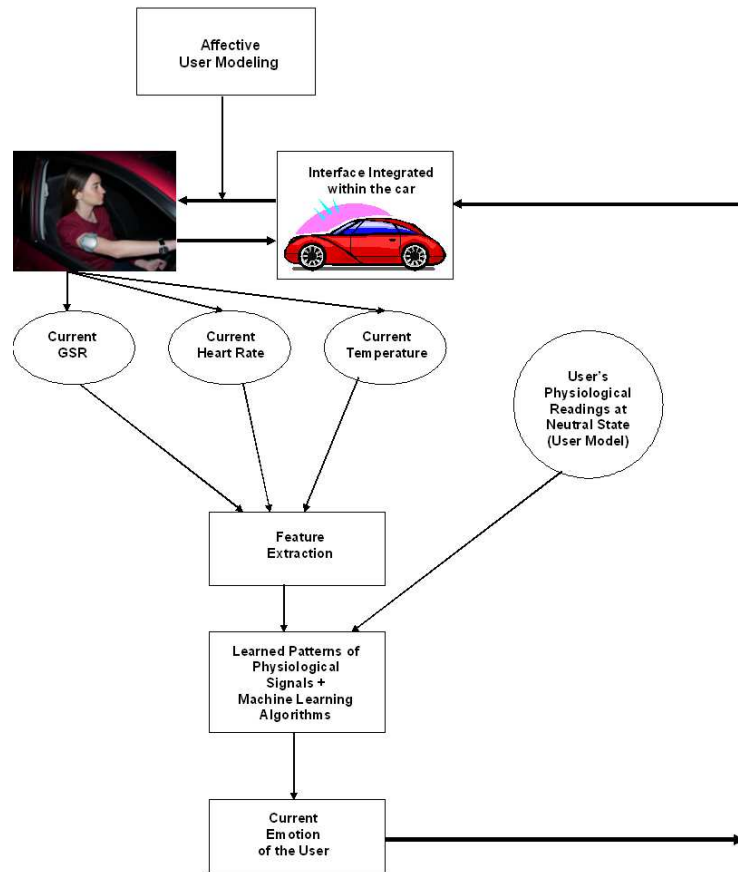 Affective
User Modeling
Interface Integrated
within the car
Current
GSR
Current
Heart Rate
Current
Temperature
User's
Physiological
Readings at
Neutral State
(User Model)
Feature
Extraction
Learned Patterns of
Physiological
Signals +
Machine Learning
Algorithms
Current
Emotion
of the User